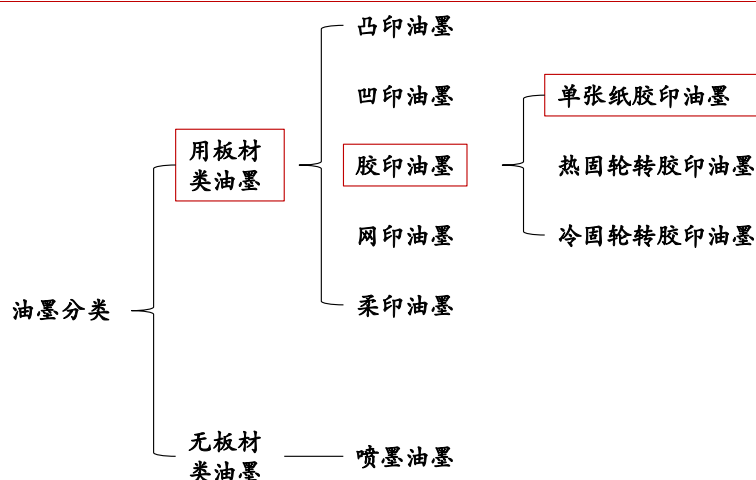 凸印油墨
凹印油墨
单张纸胶印油墨
用板材
类油墨
胶印油墨
热固轮转胶印油墨
网印油墨
冷固轮转胶印油墨
油墨分类
柔印油墨
无板材
类油墨
喷墨油墨